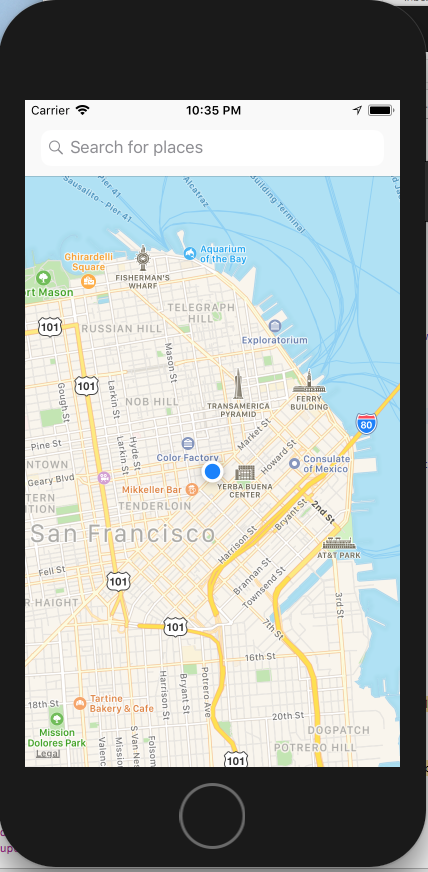 Carrier
10:35 PM
Search for places
Pier-41
Sausalito - Pier-41
Alcatraz
Building Terminal
Ghirardelli
Square
Aquarium
of the Bay
FISHERMAN'S
WHARF
ort Mason
TELEGRAPH
HILL
101
RUSSIAN HILL
Exploratorium
Mason St
101
Larkin St
Gough St
NOB HILL
TRANSAMERICA
PYRAMID
FERRY
BUILDING
80
Hyde St
Larkin St
Market St
Howard St
Pine St
Color Factory
NTOWN
Geary Blvd
Consulate
of Mexico
Mikkeller Bar
YERBA BUENA
CENTER
TERN
ITION
TENDERLOIN
2nd St
Bryant St
San Francisco
Harrison St
AT&T PARK
Fell St
Brannan St
Townsend St
101
R HAIGHT
3rd St
101
7th St
16th St
Harrison St
Bryant St
Potrero Ave
18th St
Tartine
Bakery & Cafe
20th St
Mission
Dolores Park
Valenc
Mission
S Van Nes
Folsom
DOGPATCH
POTRERO HILL
Legal
101